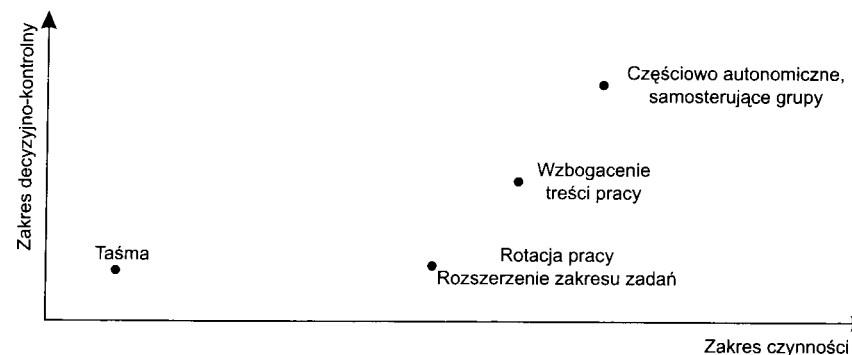 Zakres decyzyjno-kontrolny
Częściowo autonomiczne,
samosterujące grupy
Wzbogacenie
treści pracy
Taśma
Rotacja pracy
Rozszerzenie zakresu zadań
Zakres czynności